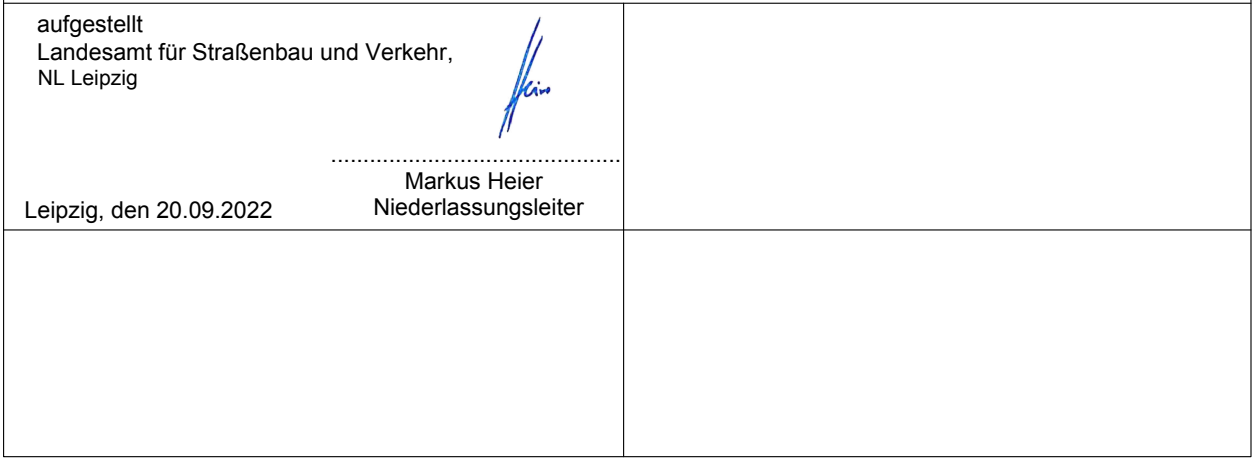 aufgestellt
Landesamt für Straßenbau und Verkehr,
NL Leipzig
.............................................
Markus Heier
Leipzig, den 20.09.2022 Niederlassungsleiter